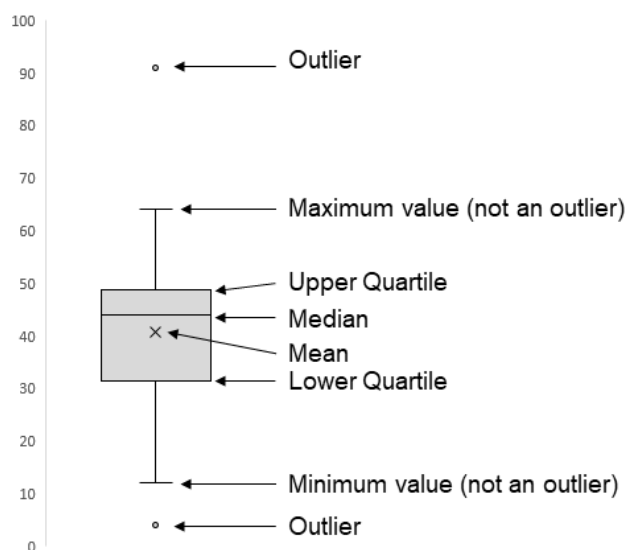 100
90
80
70
60
50
40
30
20
10
0
Outlier
Maximum value (not an outlier)
Upper Quartile
Median
Mean
Lower Quartile
Minimum value (not an outlier)
Outlier